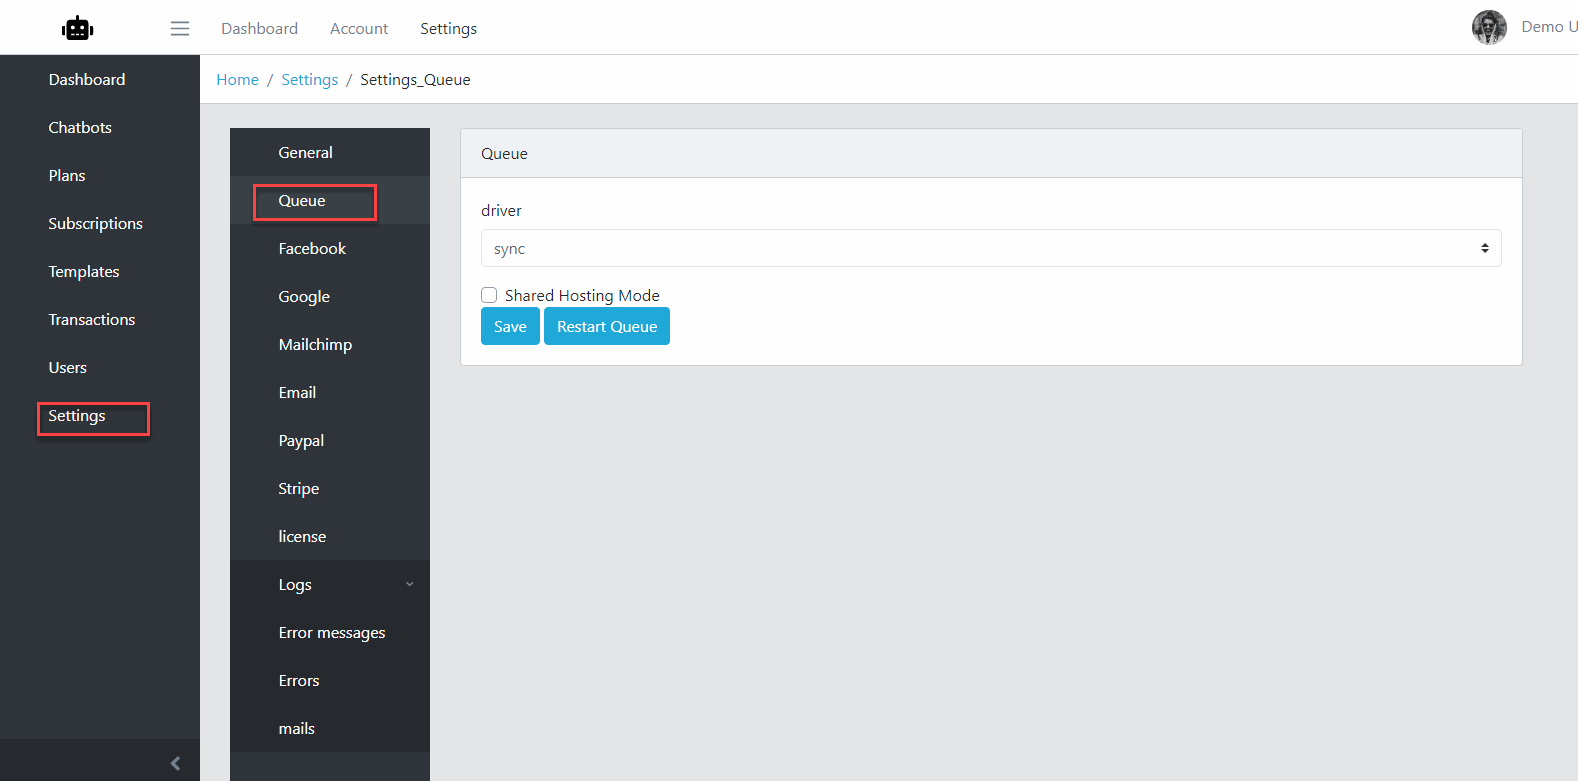 Dashboard Account Settings Demo U
Home / Settings / Settings_Queue
Dashboard
Chatbots
Plans
Subscriptions
Templates
Transactions
Users
Settings
General
Queue
Facebook
Google
Mailchimp
Email
Paypal
Stripe
license
Logs
Error messages
Errors
mails
Queue
driver
sync
Shared Hosting Mode
Save Restart Queue